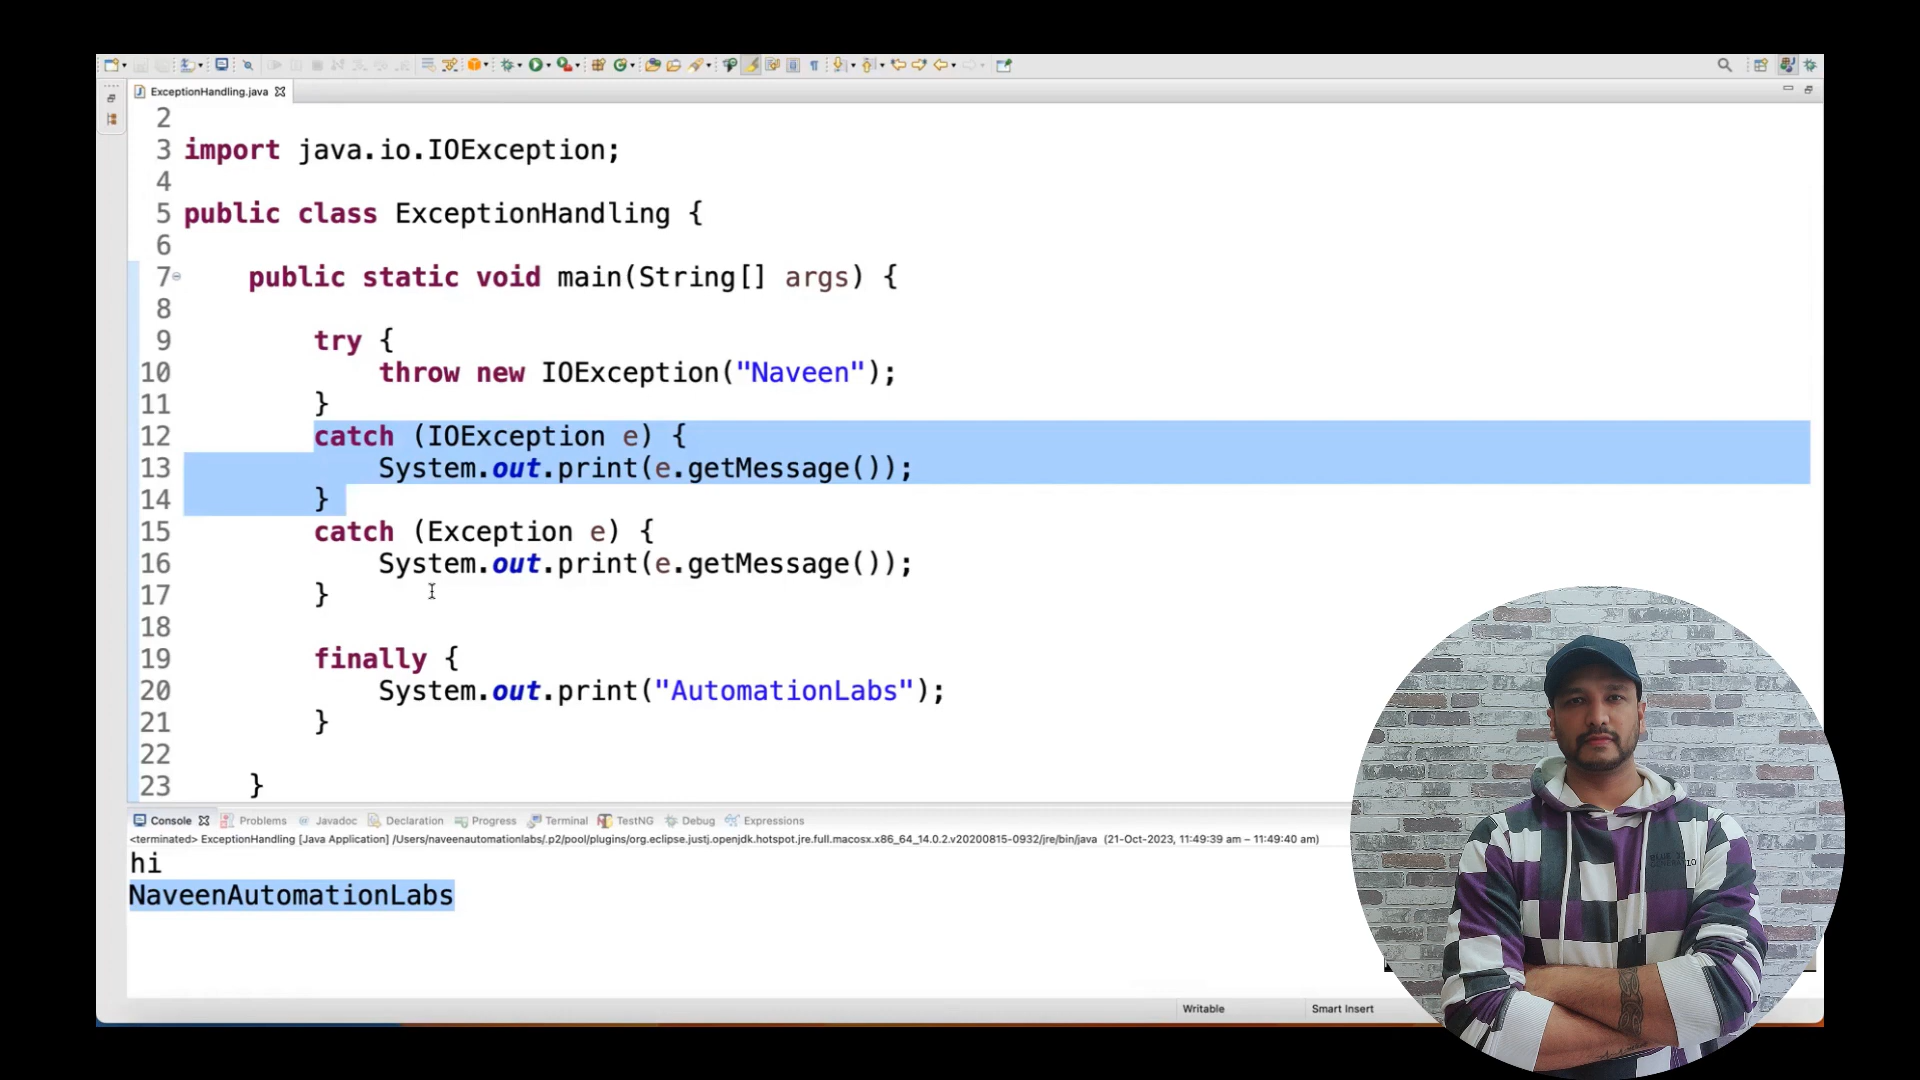 ExceptionHandling.java
2
3 import java.io.IOException;
4
5 public class ExceptionHandling {
6
7 public static void main(String[] args) {
8
9 try {
10 throw new IOException("Naveen");
11 }
12 catch (IOException e) {
13 System.out.print(e.getMessage());
14 }
15 catch (Exception e) {
16 System.out.print(e.getMessage());
17 }
18
19 finally {
20 System.out.print("AutomationLabs");
21 }
22
23 }
Console Problems @ Javadoc Declaration Progress Terminal TestNG Debug Expressions
<terminated> ExceptionHandling [Java Application] /Users/naveenautomationlabs/.p2/pool/plugins/org.eclipse.justj.openjdk.hotspot.jre.full.macosx.x86_64_14.0.2.v20200815-0932/jre/bin/java (21-Oct-2023, 11:49:39 am – 11:49:40 am)
hi
NaveenAutomationLabs
Writable Smart Insert